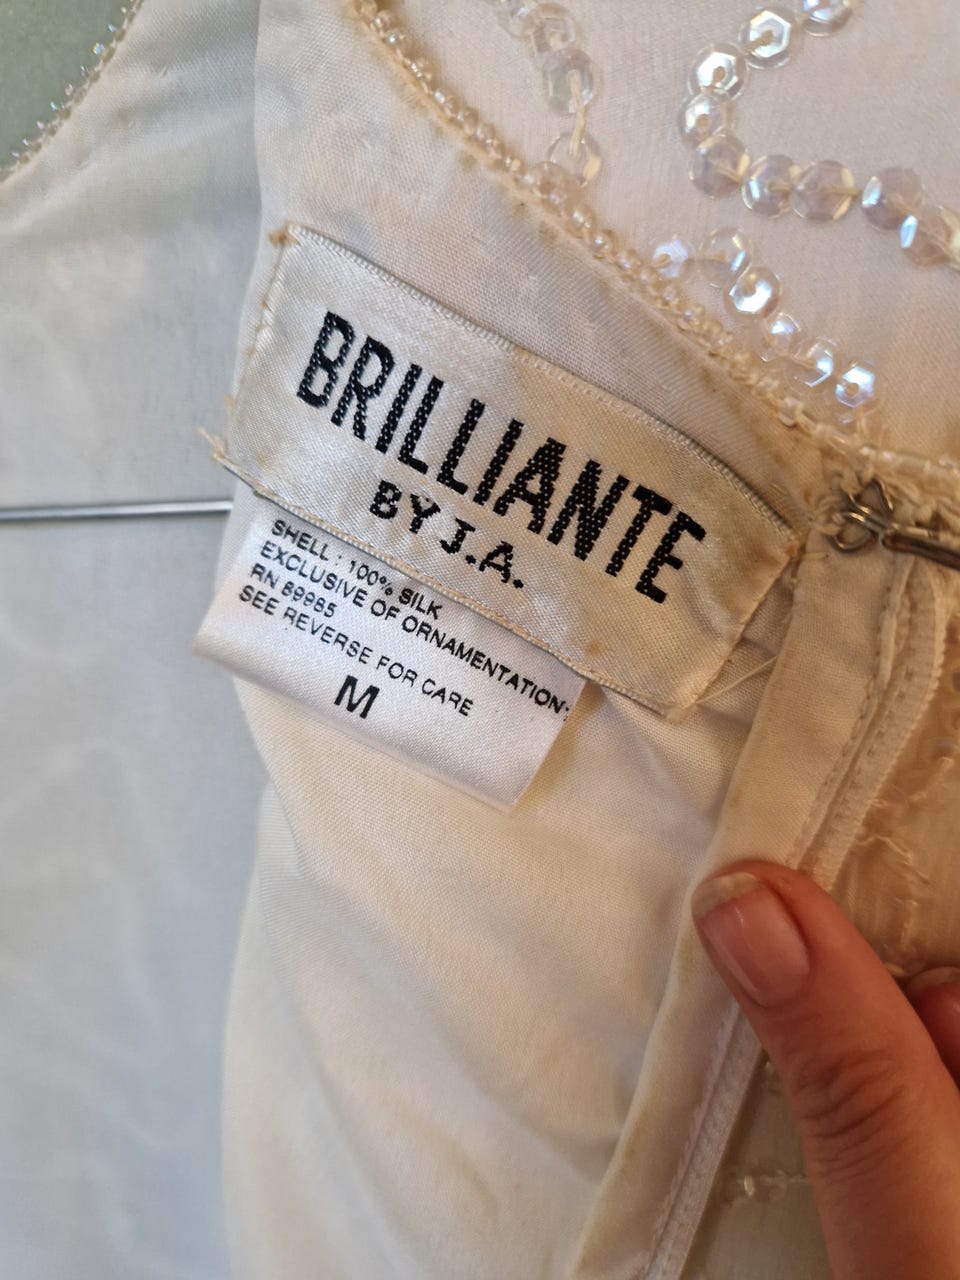 BRILLIANTE
BY J.A.
SHELL : 100% SILK
EXCLUSIVE OF ORNAMENTATION:
RN 89985
SEE REVERSE FOR CARE
M